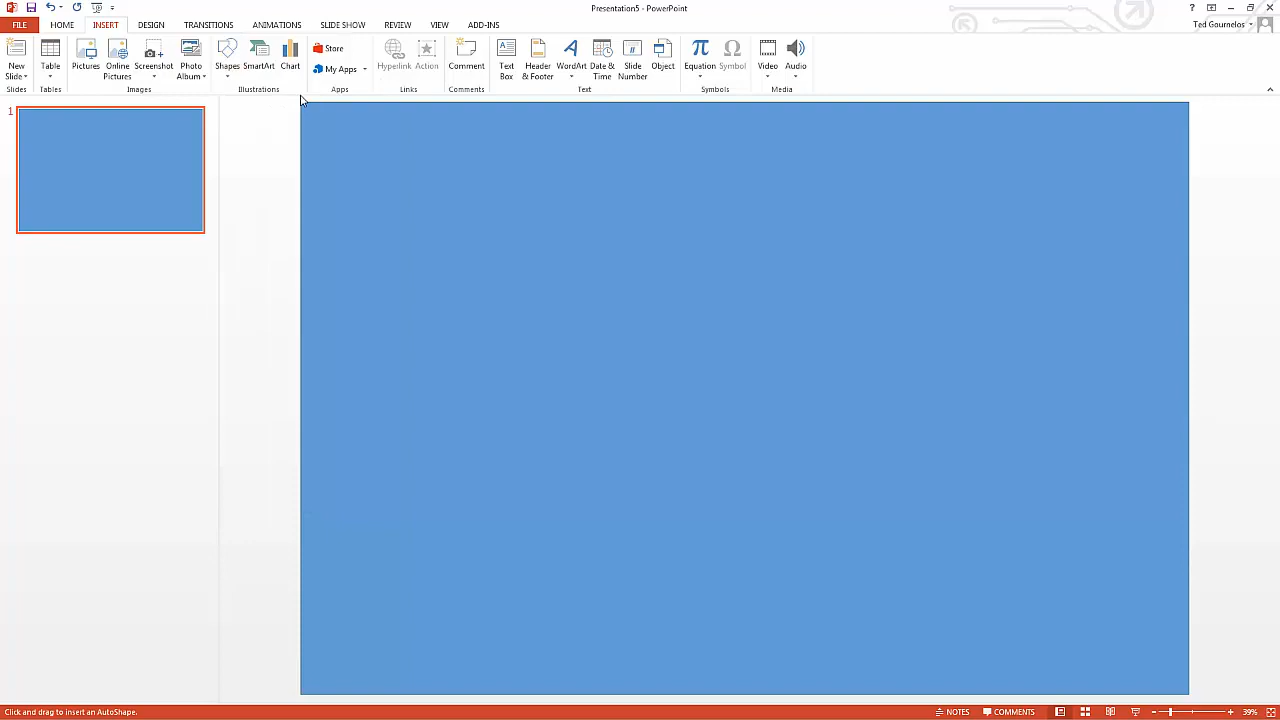 Presentation5 - PowerPoint
?
FILE HOME INSERT DESIGN TRANSITIONS ANIMATIONS SLIDE SHOW REVIEW VIEW ADD-INS Ted Gournelos
New Slide Table Pictures Online Pictures Screenshot Photo Album Shapes SmartArt Chart Store My Apps Hyperlink Action Comment Text Box Header & Footer WordArt Date & Time Slide Number Object Equation Symbol Video Audio
Slides Tables Images Illustrations Apps Links Comments Text Symbols Media
1
Click and drag to insert an AutoShape. NOTES COMMENTS 39%